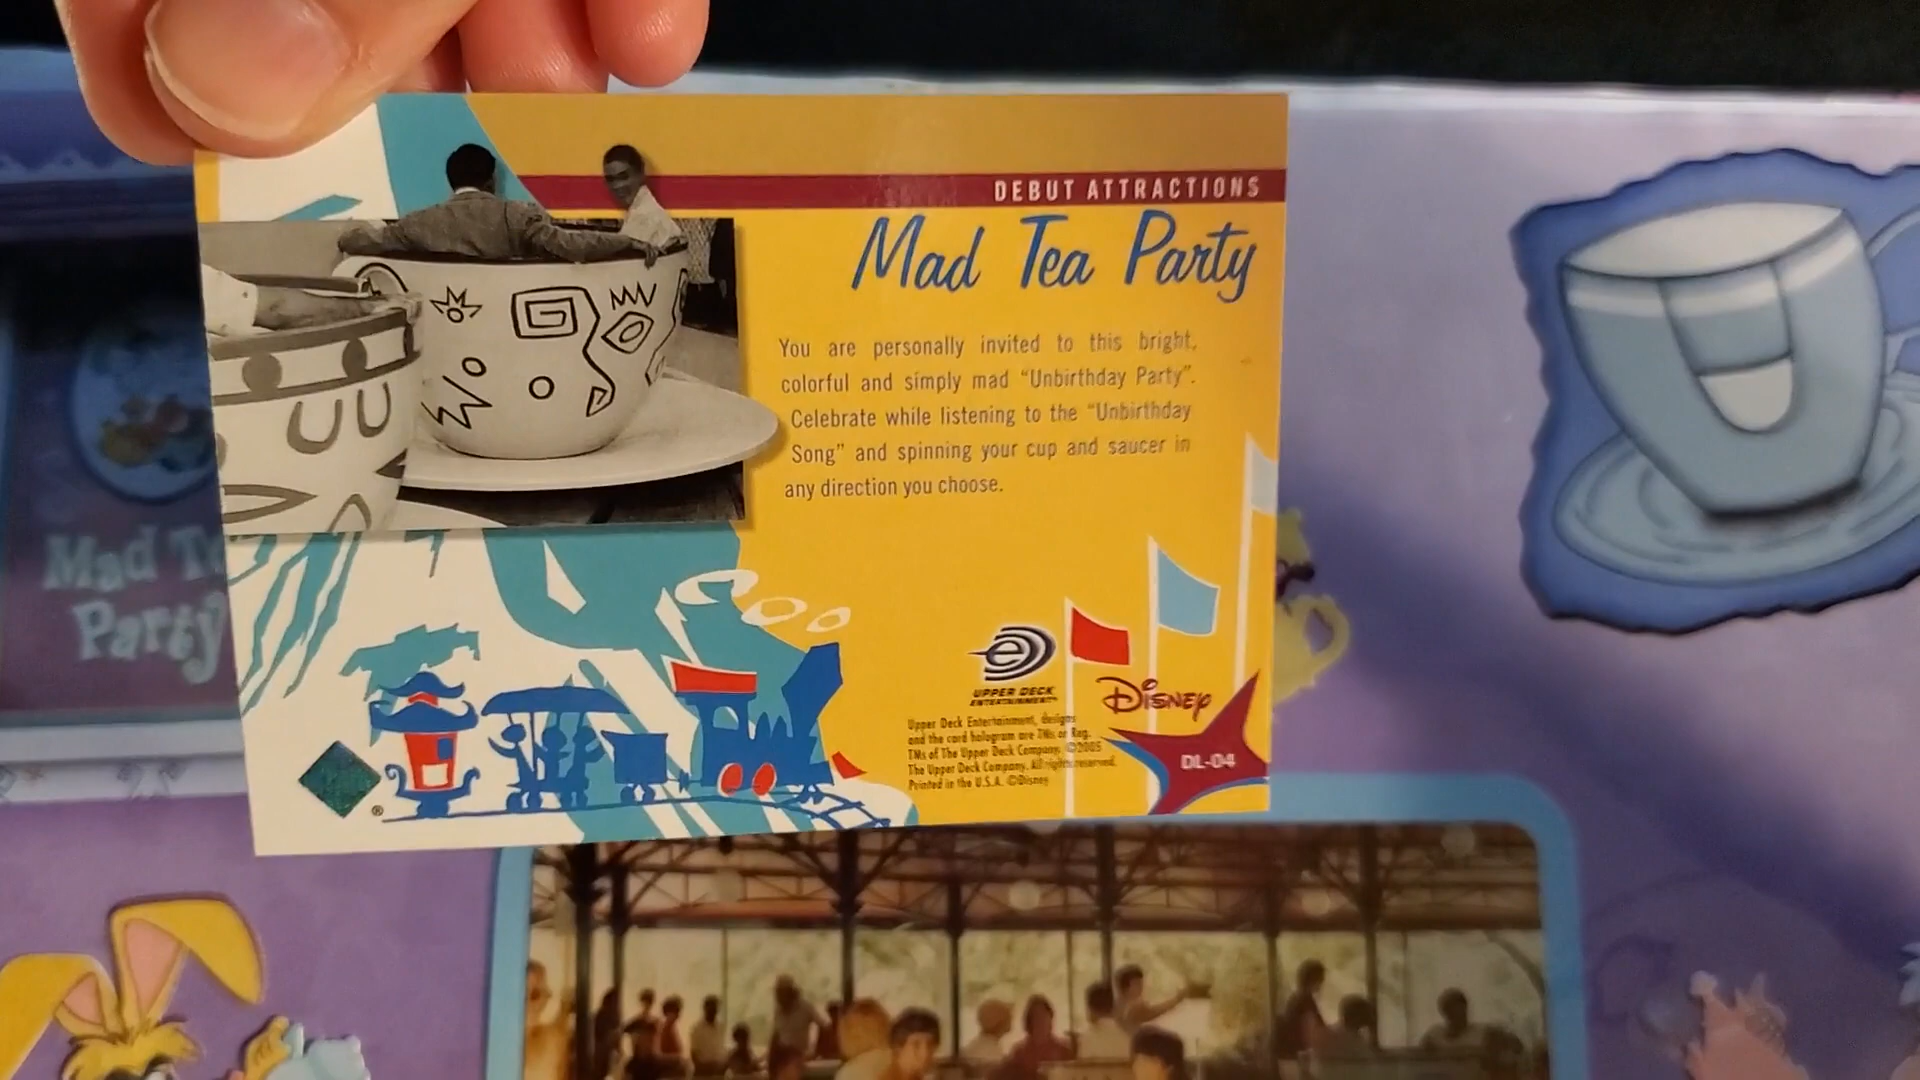 DEBUT ATTRACTIONS
Mad Tea Party
You are personally invited to this bright,
colorful and simply mad “Unbirthday Party”.
Celebrate while listening to the “Unbirthday
Song” and spinning your cup and saucer in
any direction you choose.
UPPER DECK
ENTERTAINMENT
Disney
Upper Deck Entertainment, designs
and the card hologram are TMs or Reg.
TMs of The Upper Deck Company. ©2005
The Upper Deck Company. All rights reserved.
Printed in the U.S.A. ©Disney
DL-04
®
Mad
Party